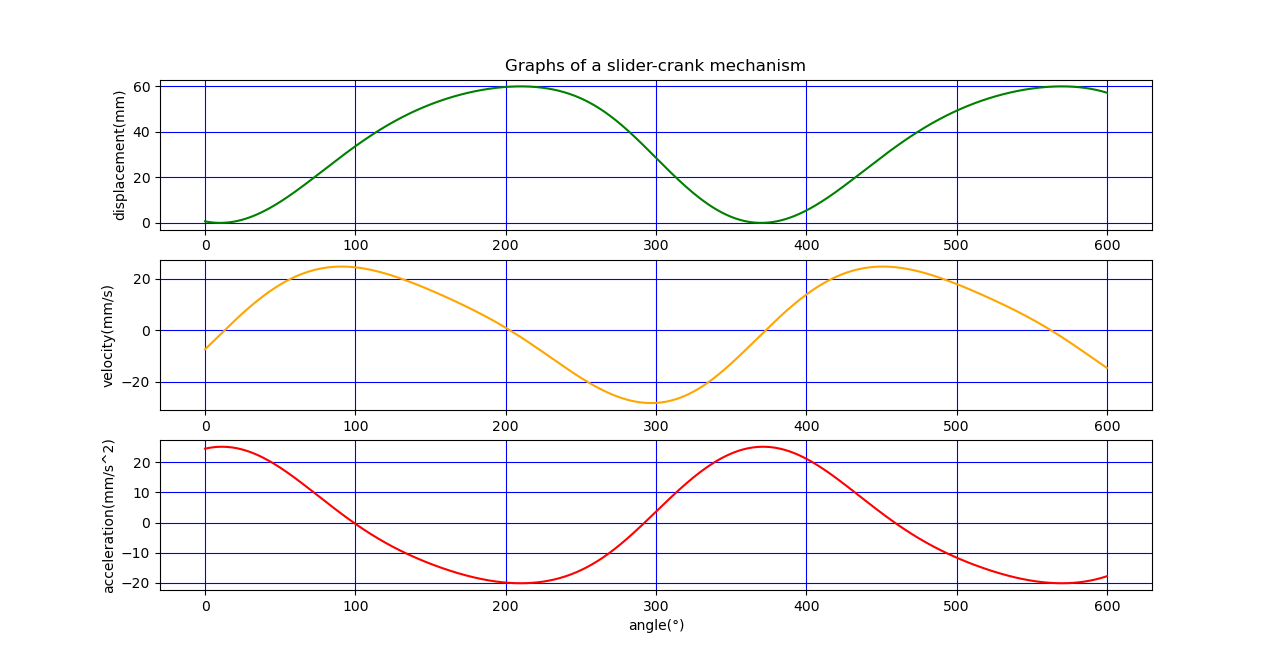 Graphs of a slider-crank mechanism
displacement(mm)
60
40
20
0
0 100 200 300 400 500 600
velocity(mm/s)
20
0
−20
0 100 200 300 400 500 600
acceleration(mm/s^2)
20
10
0
−10
−20
0 100 200 300 400 500 600
angle(°)